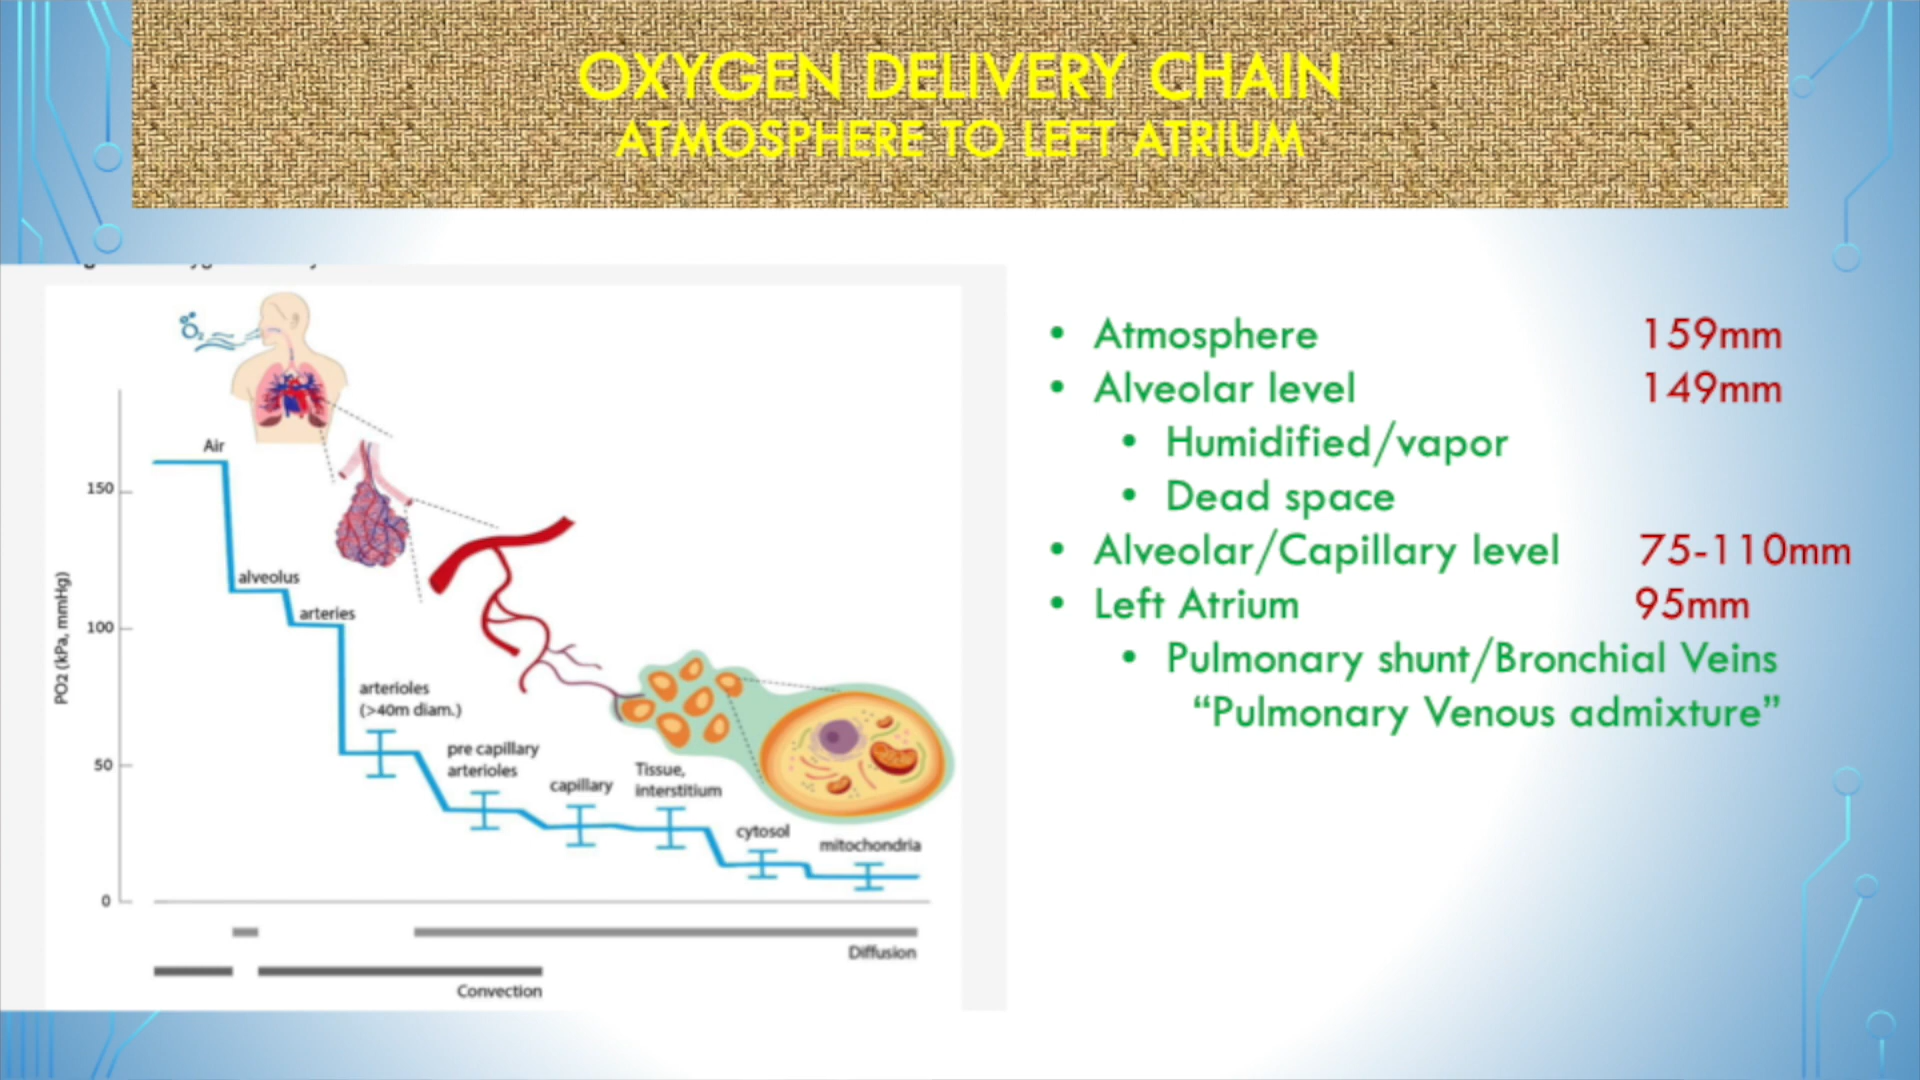 OXYGEN DELIVERY CHAIN
ATMOSPHERE TO LEFT ATRIUM
O2
Air
150
alveolus
arteries
100
arterioles
(>40m diam.)
pre capillary
arterioles
capillary
Tissue,
interstitium
50
cytosol
mitochondria
0
PO2 (kPa, mmHg)
Diffusion
Convection
• Atmosphere 159mm
• Alveolar level 149mm
• Humidified/vapor
• Dead space
• Alveolar/Capillary level 75-110mm
• Left Atrium 95mm
• Pulmonary shunt/Bronchial Veins
“Pulmonary Venous admixture”